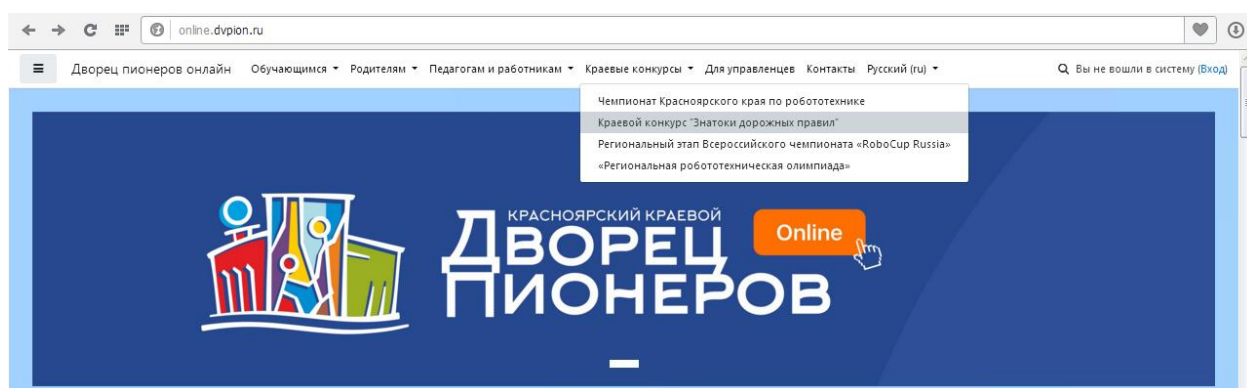 online.dvpion.ru
Дворец пионеров онлайн Обучающимся Родителям Педагогам и работникам Краевые конкурсы Для управленцев Контакты Русский (ru) Вы не вошли в систему (Вход)
Чемпионат Красноярского края по робототехнике
Краевой конкурс "Знатоки дорожных правил"
Региональный этап Всероссийского чемпионата «RoboCup Russia»
«Региональная робототехническая олимпиада»
КРАСНОЯРСКИЙ КРАЕВОЙ
ДВОРЕЦ
Online
ПИОНЕРОВ